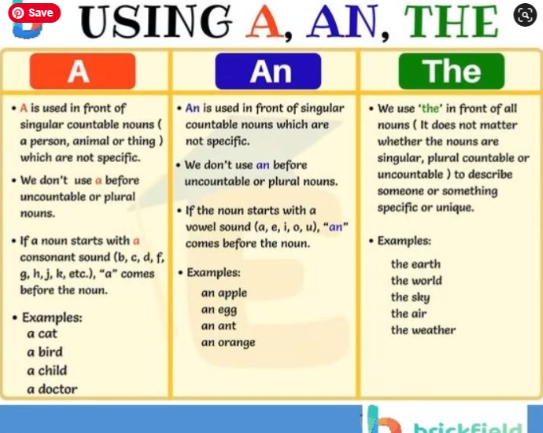 Save
USING A, AN, THE
A
• A is used in front of
singular countable nouns (
a person, animal or thing )
which are not specific.
• We don't use a before
uncountable or plural
nouns.
• If a noun starts with a
consonant sound (b, c, d, f,
g, h, j, k, etc.), "a" comes
before the noun.
• Examples:
a cat
a bird
a child
a doctor
An
• An is used in front of singular
countable nouns which are
not specific.
• We don't use an before
uncountable or plural nouns.
• If the noun starts with a
vowel sound (a, e, i, o, u), "an"
comes before the noun.
• Examples:
an apple
an egg
an ant
an orange
The
• We use 'the' in front of all
nouns ( It does not matter
whether the nouns are
singular, plural countable or
uncountable ) to describe
someone or something
specific or unique.
• Examples:
the earth
the world
the sky
the air
the weather
brickfield